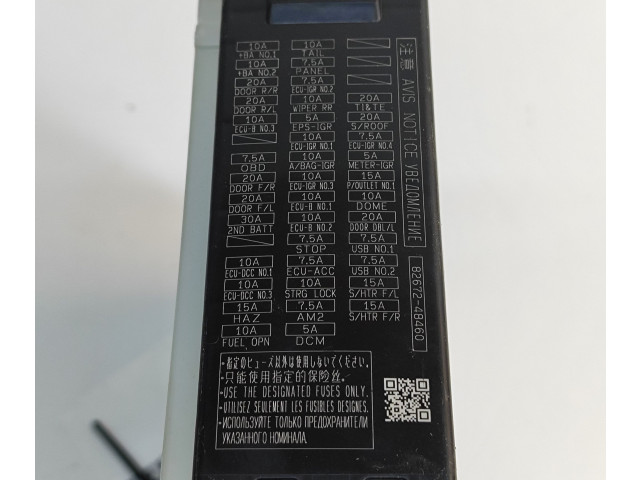 10A 10A
+BA NO.1 TAIL
10A 7.5A
+BA NO.2 PANEL
20A 7.5A
DOOR R/R ECU-IGR NO.2
20A 10A 20A
DOOR R/L WIPER RR TI&TE
10A 5A 20A
ECU-B NO.3 EPS-IGR S/ROOF
10A 7.5A
ECU-IGR NO.1 ECU-IGR NO.4
7.5A 10A 5A
OBD A/BAG-IGR METER-IGR
20A 10A 15A
DOOR F/R ECU-IGR NO.3 P/OUTLET NO.1
20A 10A 10A
DOOR F/L ECU-B NO.1 DOME
30A 10A 20A
2ND BATT ECU-B NO.2 DOOR DBL/L
7.5A 7.5A
STOP USB NO.1
10A 7.5A 7.5A
ECU-DCC NO.1 ECU-ACC USB NO.2
10A 10A 15A
ECU-DCC NO.3 STRG LOCK S/HTR F/L
15A 7.5A 15A
HAZ AM2 S/HTR F/R
10A 5A
FUEL OPN DCM
注意 AVIS NOTICE УВЕДОМЛЕНИЕ
82672-48460
・指定のヒューズ以外は使用しないでください。
・只能使用指定的保险丝。
・USE THE DESIGNATED FUSES ONLY.
・UTILISEZ SEULEMENT LES FUSIBLES DESIGNES.
・ИСПОЛЬЗУЙТЕ ТОЛЬКО ПРЕДОХРАНИТЕЛИ
УКАЗАННОГО НОМИНАЛА.